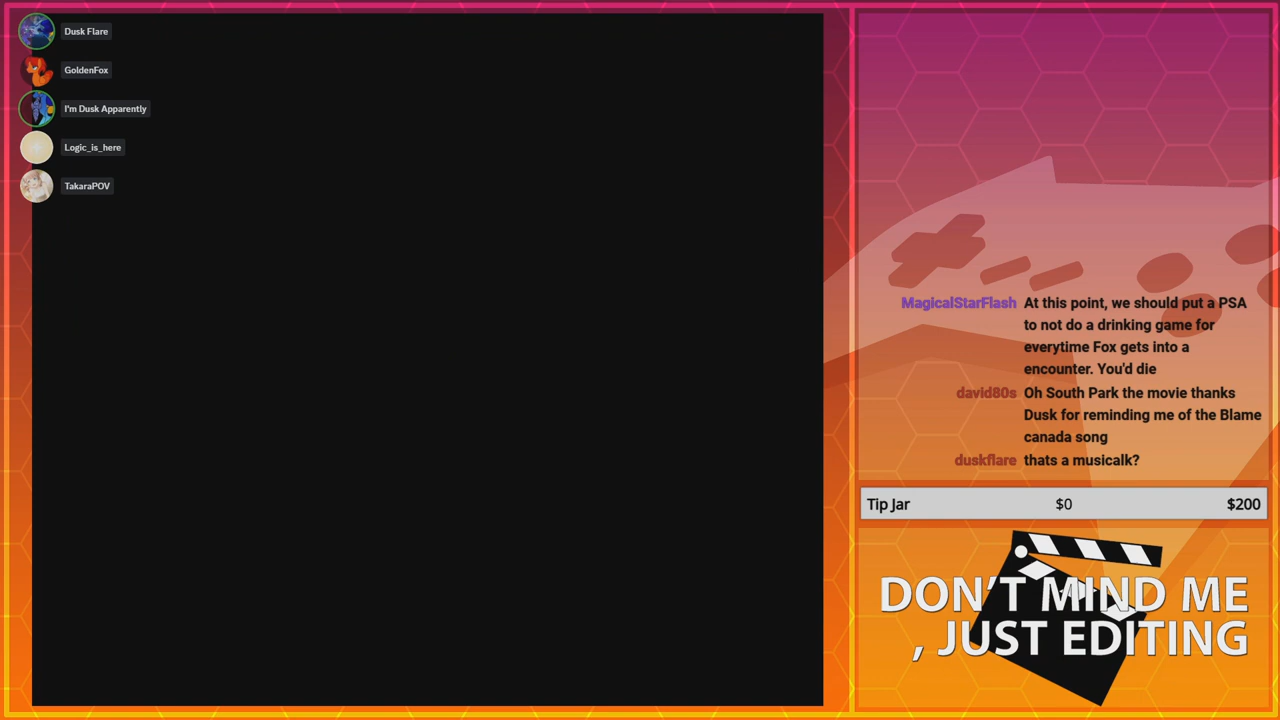 Dusk Flare
GoldenFox
I'm Dusk Apparently
Logic_is_here
TakaraPOV
MagicalStarFlash At this point, we should put a PSA
to not do a drinking game for
everytime Fox gets into a
encounter. You'd die
david80s Oh South Park the movie thanks
Dusk for reminding me of the Blame
canada song
duskflare thats a musicalk?
Tip Jar $0 $200
DON'T MIND ME
, JUST EDITING